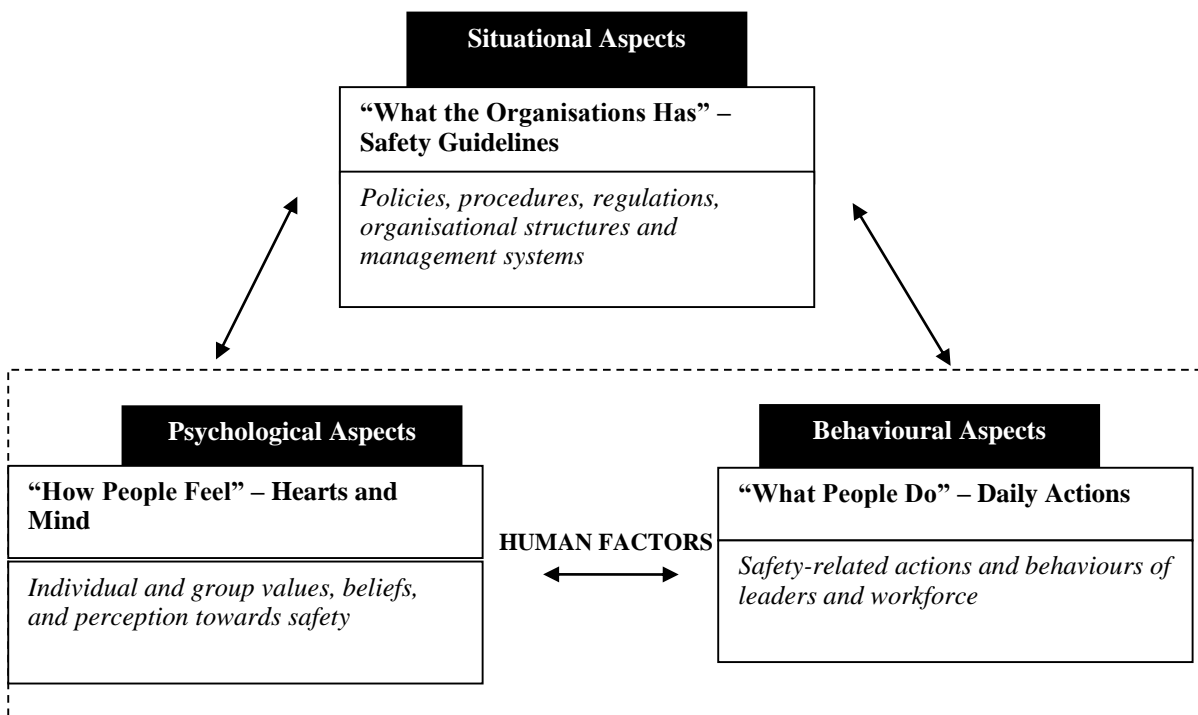 Situational Aspects
“What the Organisations Has” –
Safety Guidelines
Policies, procedures, regulations,
organisational structures and
management systems
Psychological Aspects
“How People Feel” – Hearts and
Mind
Individual and group values, beliefs,
and perception towards safety
HUMAN FACTORS
Behavioural Aspects
“What People Do” – Daily Actions
Safety-related actions and behaviours of
leaders and workforce